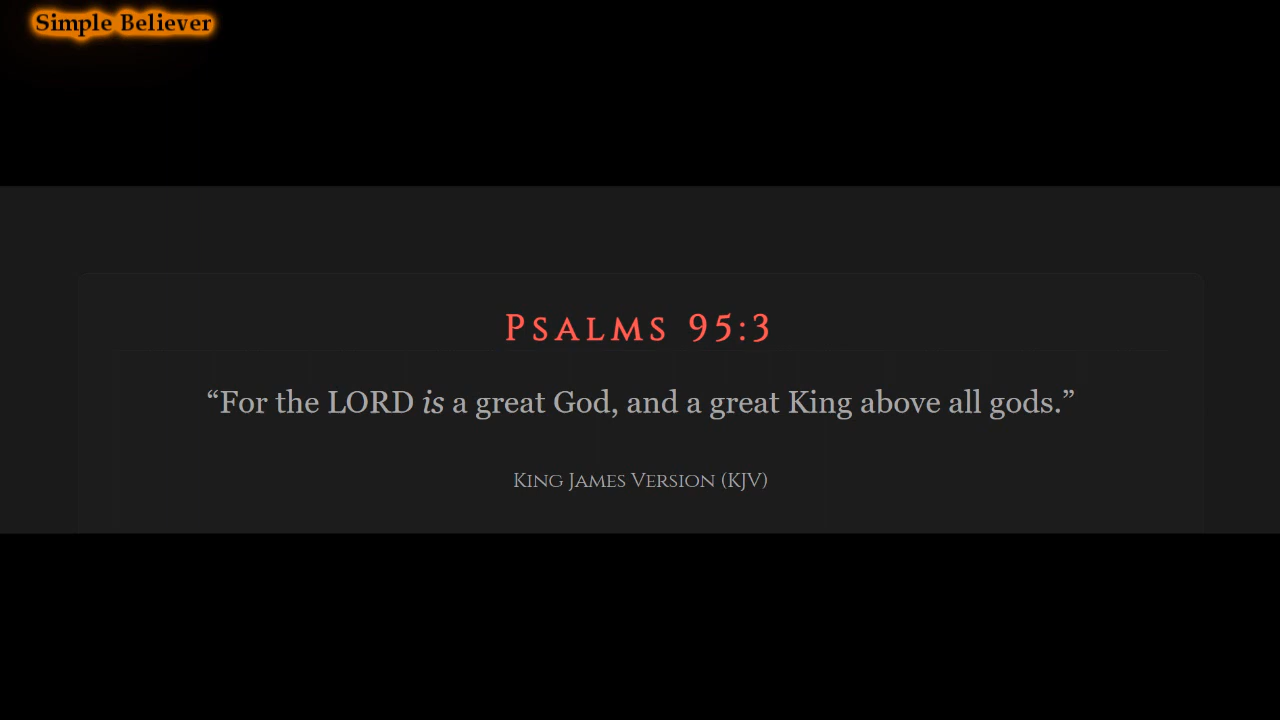 Simple Believer
Psalms 95:3
“For the LORD is a great God, and a great King above all gods.”
King James Version (KJV)